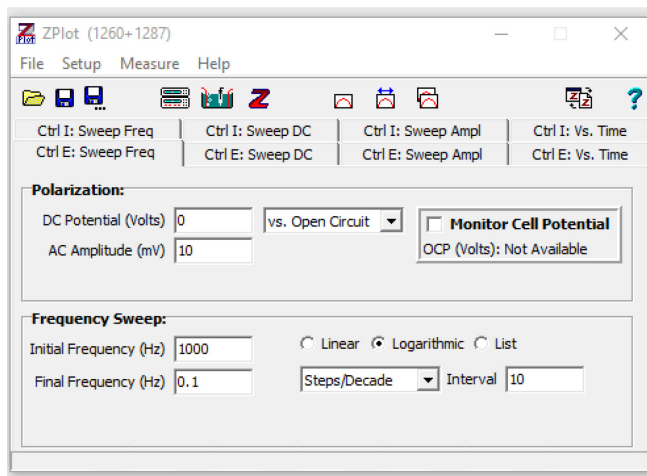 ZPlot (1260+1287)
File Setup Measure Help
Ctrl I: Sweep Freq Ctrl I: Sweep DC Ctrl I: Sweep Ampl Ctrl I: Vs. Time
Ctrl E: Sweep Freq Ctrl E: Sweep DC Ctrl E: Sweep Ampl Ctrl E: Vs. Time
Polarization:
DC Potential (Volts) 0 vs. Open Circuit Monitor Cell Potential
AC Amplitude (mV) 10 OCP (Volts): Not Available
Frequency Sweep:
Initial Frequency (Hz) 1000 Linear Logarithmic List
Final Frequency (Hz) 0.1 Steps/Decade Interval 10